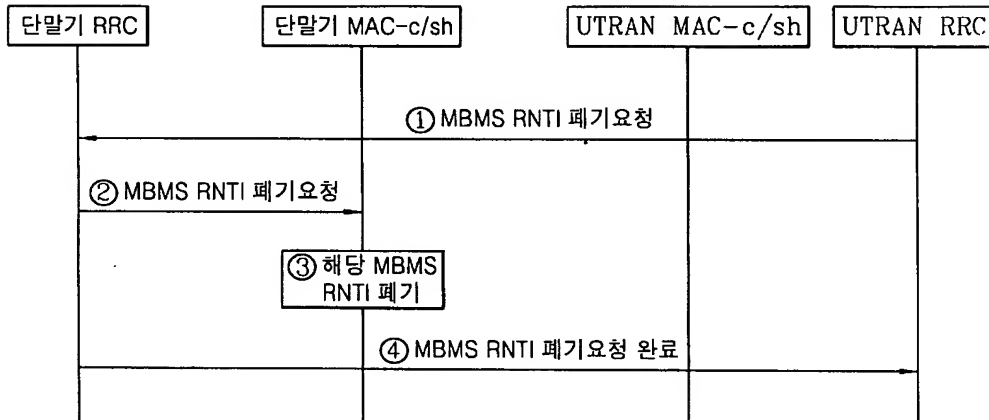 단말기 RRC
단말기 MAC-c/sh
UTRAN MAC-c/sh
UTRAN RRC
① MBMS RNTI 폐기요청
② MBMS RNTI 폐기요청
③ 해당 MBMS
RNTI 폐기
④ MBMS RNTI 폐기요청 완료